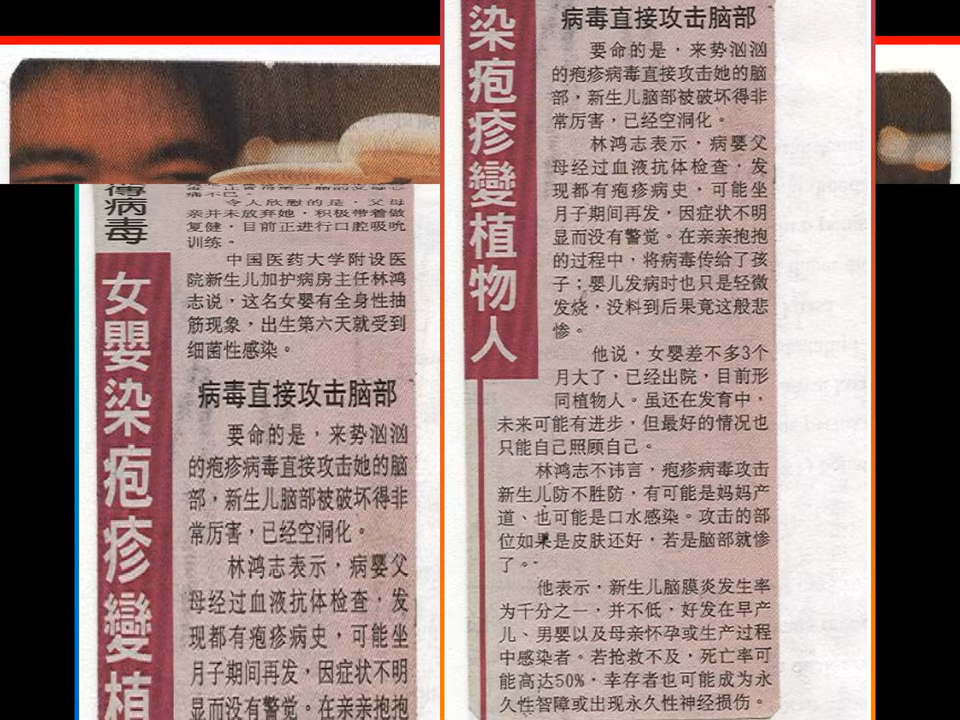 病毒
女嬰染疱疹變植
痛不已。
令人欣慰的是，父母
亲并未放弃她，积极带着做
复健，目前正进行口腔吸吮
训练。
中国医药大学附设医
院新生儿加护病房主任林鸿
志说，这名女婴有全身性抽
筋现象，出生第六天就受到
细菌性感染。
病毒直接攻击脑部
要命的是，来势汹汹
的疱疹病毒直接攻击她的脑
部，新生儿脑部被破坏得非
常厉害，已经空洞化。
林鸿志表示，病婴父
母经过血液抗体检查，发
现都有疱疹病史，可能坐
月子期间再发，因症状不明
显而没有警觉。在亲亲抱抱
染疱疹變植物人
病毒直接攻击脑部
要命的是，来势汹汹
的疱疹病毒直接攻击她的脑
部，新生儿脑部被破坏得非
常厉害，已经空洞化。
林鸿志表示，病婴父
母经过血液抗体检查，发
现都有疱疹病史，可能坐
月子期间再发，因症状不明
显而没有警觉。在亲亲抱抱
的过程中，将病毒传给了孩
子；婴儿发病时也只是轻微
发烧，没料到后果竟这般悲
惨。
他说，女婴差不多3个
月大了，已经出院，目前形
同植物人。虽还在发育中，
未来可能有进步，但最好的情况也
只能自己照顾自己。
林鸿志不讳言，疱疹病毒攻击
新生儿防不胜防，有可能是妈妈产
道、也可能是口水感染。攻击的部
位如果是皮肤还好，若是脑部就惨
了。
他表示，新生儿脑膜炎发生率
为千分之一，并不低，好发在早产
儿、男婴以及母亲怀孕或生产过程
中感染者。若抢救不及，死亡率可
能高达50%，幸存者也可能成为永
久性智障或出现永久性神经损伤。